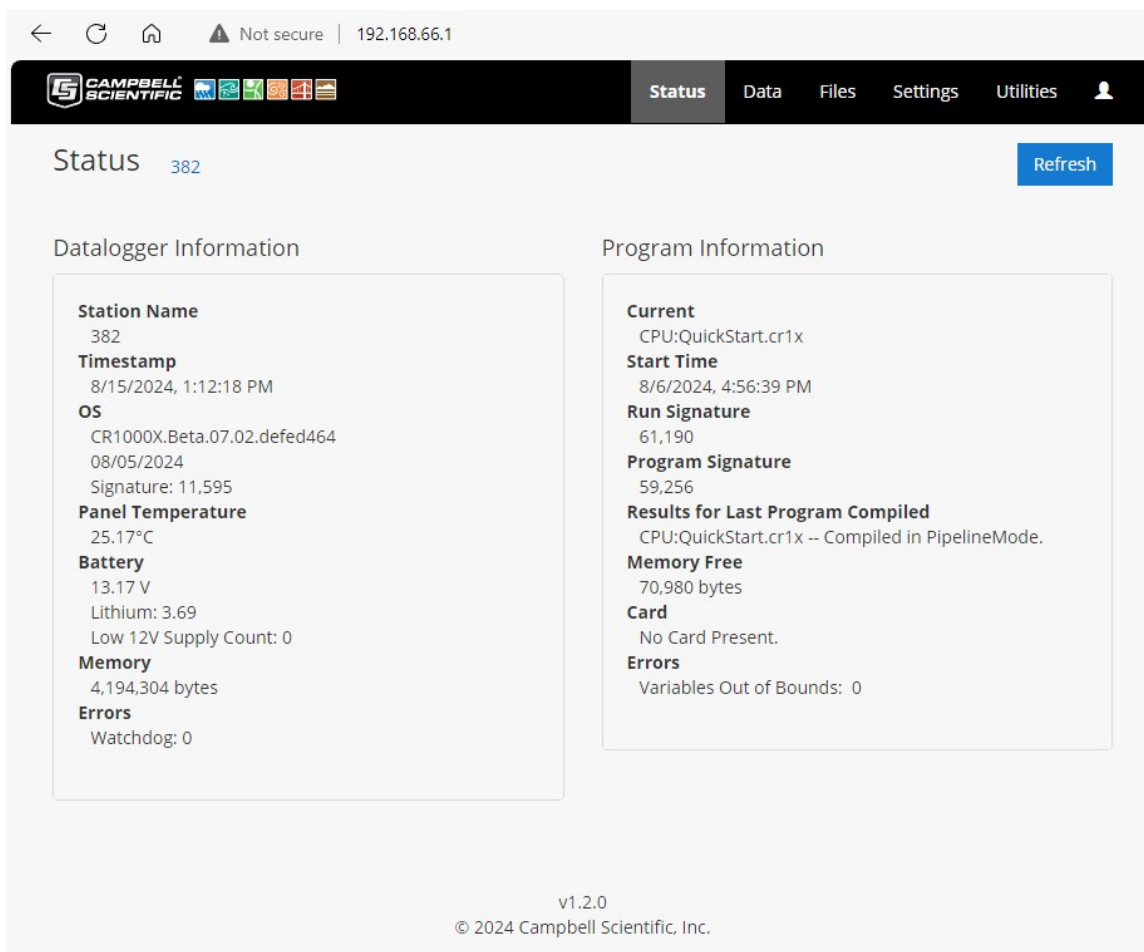 Not secure | 192.168.66.1
CAMPBELL SCIENTIFIC
Status Data Files Settings Utilities
Status 382
Refresh
Datalogger Information
Station Name
382
Timestamp
8/15/2024, 1:12:18 PM
OS
CR1000X.Beta.07.02.defed464
08/05/2024
Signature: 11,595
Panel Temperature
25.17°C
Battery
13.17 V
Lithium: 3.69
Low 12V Supply Count: 0
Memory
4,194,304 bytes
Errors
Watchdog: 0
Program Information
Current
CPU:QuickStart.cr1x
Start Time
8/6/2024, 4:56:39 PM
Run Signature
61,190
Program Signature
59,256
Results for Last Program Compiled
CPU:QuickStart.cr1x -- Compiled in PipelineMode.
Memory Free
70,980 bytes
Card
No Card Present.
Errors
Variables Out of Bounds: 0
v1.2.0
© 2024 Campbell Scientific, Inc.